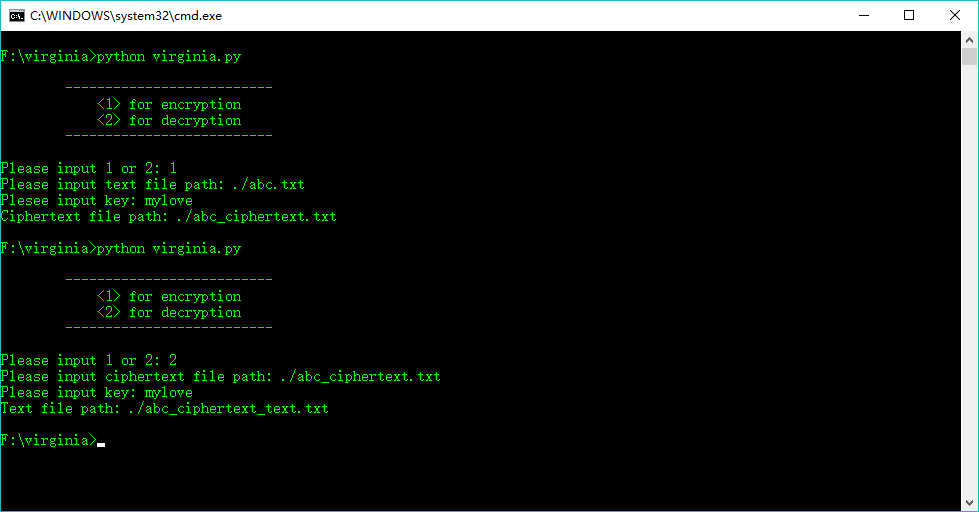 C:\WINDOWS\system32\cmd.exe
F:\virginia>python virginia.py
--------------------------
<1> for encryption
<2> for decryption
--------------------------
Please input 1 or 2: 1
Please input text file path: ./abc.txt
Plesee input key: mylove
Ciphertext file path: ./abc_ciphertext.txt
F:\virginia>python virginia.py
--------------------------
<1> for encryption
<2> for decryption
--------------------------
Please input 1 or 2: 2
Please input ciphertext file path: ./abc_ciphertext.txt
Please input key: mylove
Text file path: ./abc_ciphertext_text.txt
F:\virginia>